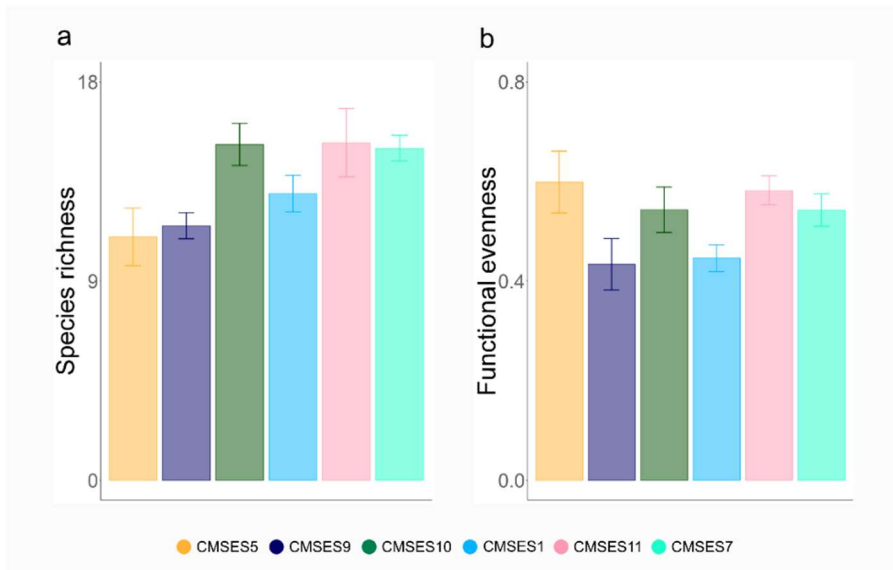 a
b
18
9
0
Species richness
0.8
0.4
0.0
Functional evenness
CMSES5 CMSES9 CMSES10 CMSES1 CMSES11 CMSES7